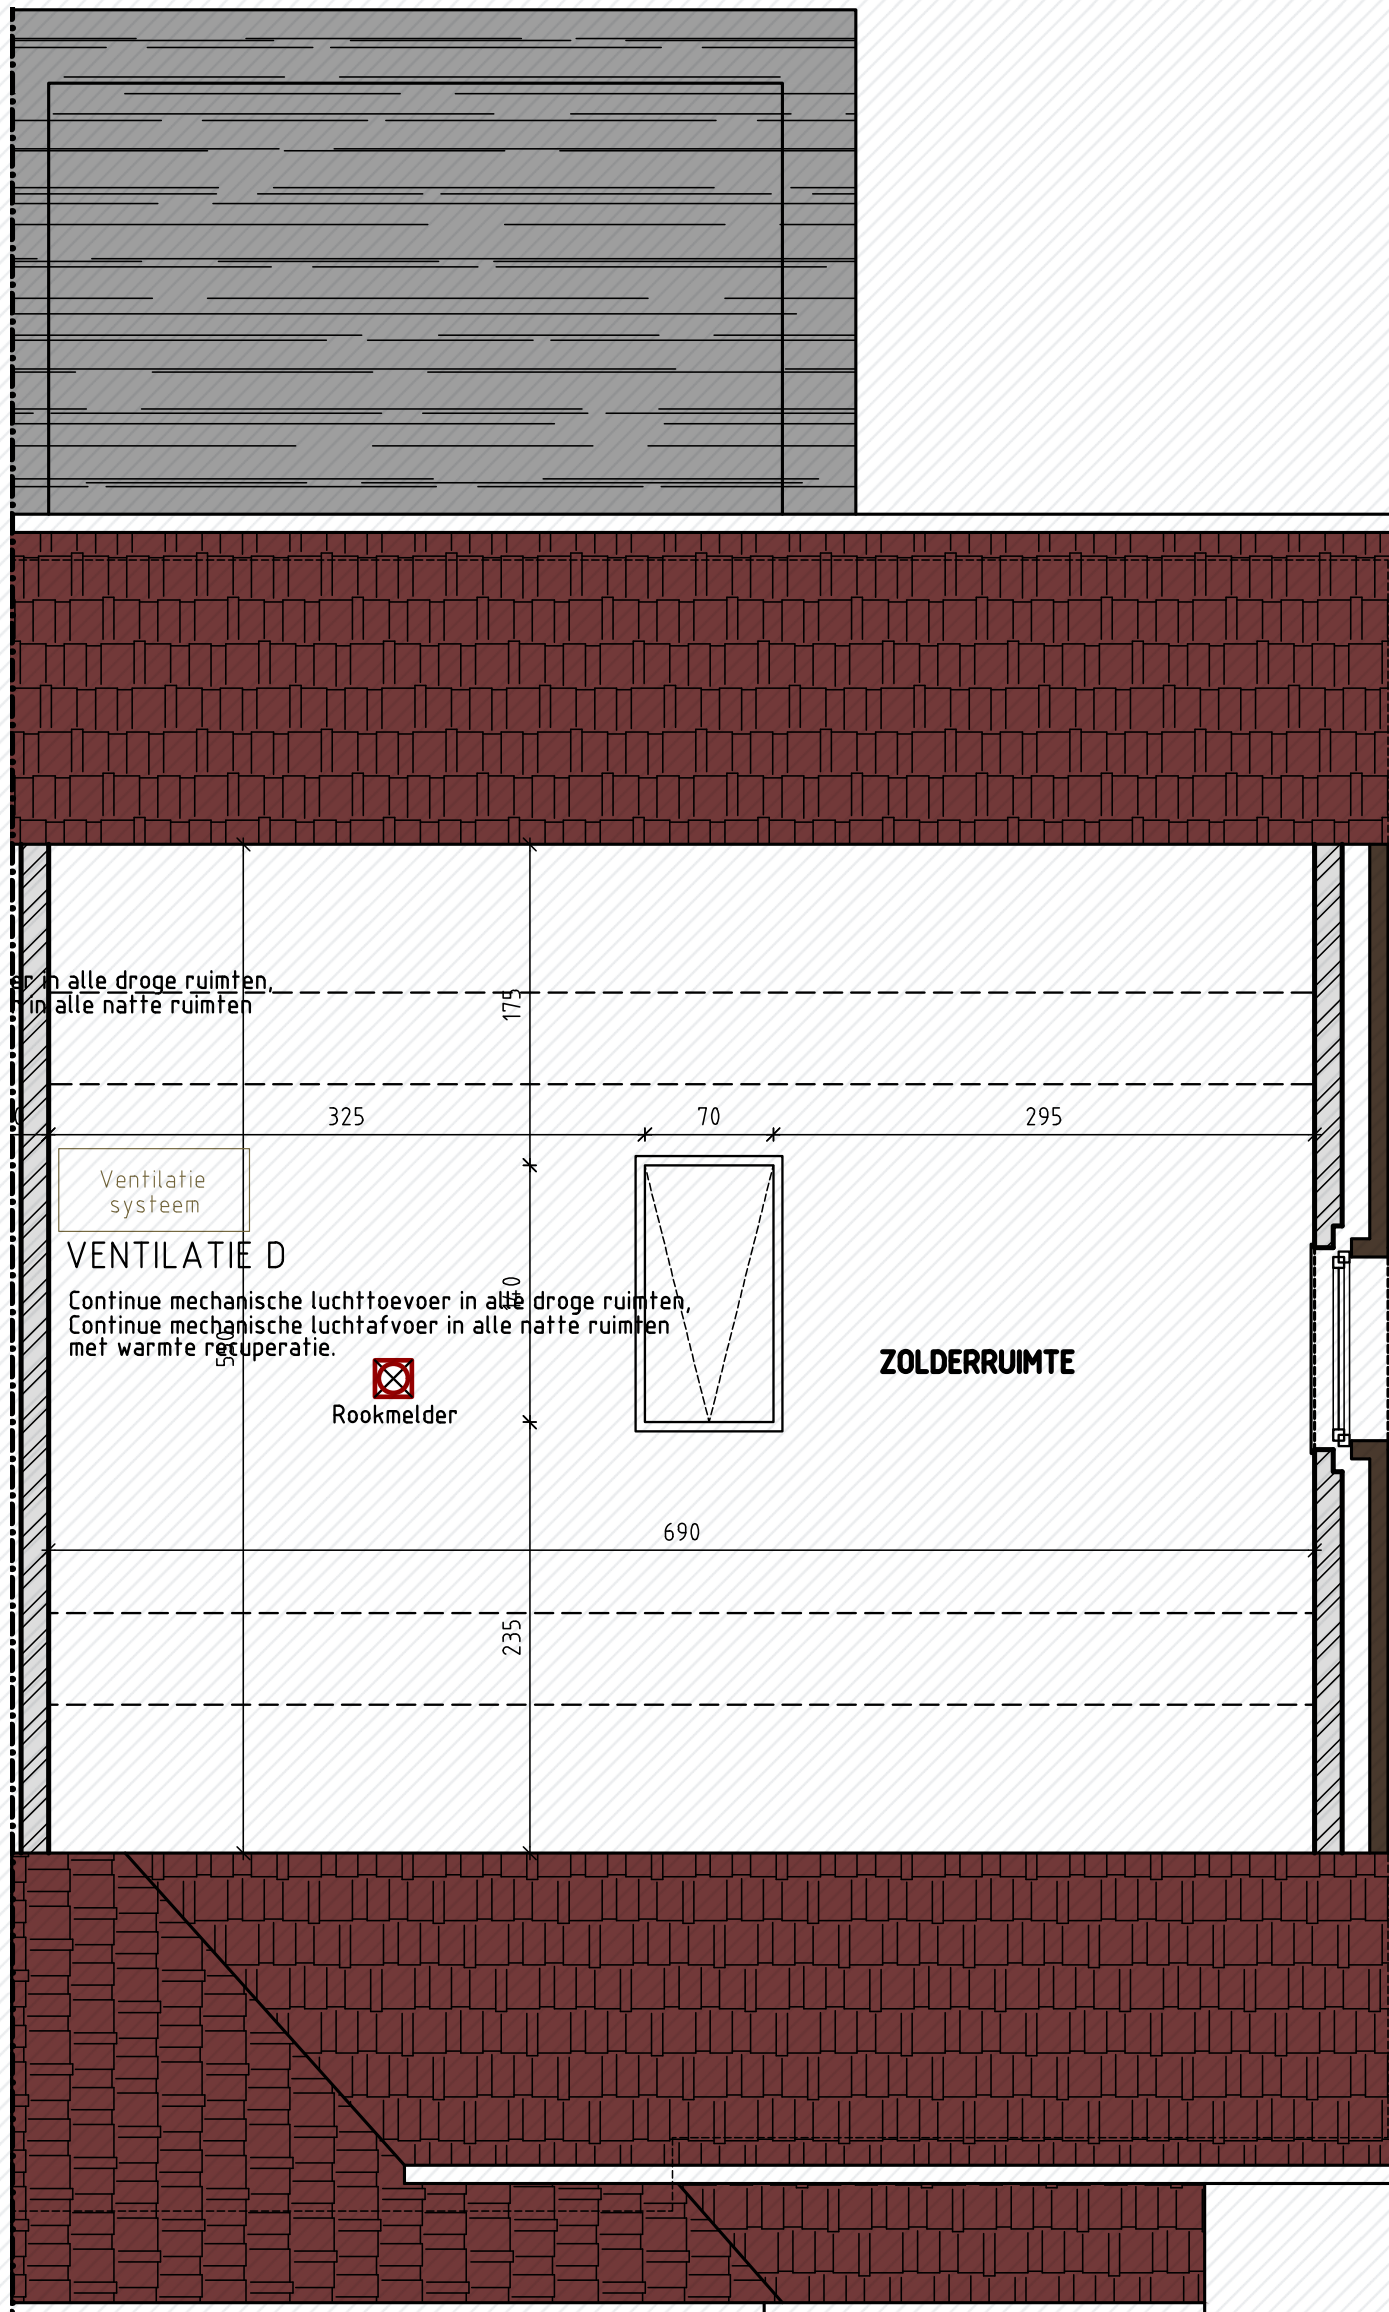 in alle droge ruimten,
in alle natte ruimten
175
325
70
295
Ventilatie
systeem
VENTILATIE D
140
Continue mechanische luchttoevoer in alle droge ruimten,
Continue mechanische luchtafvoer in alle natte ruimten
met warmte recuperatie.
ZOLDERRUIMTE
Rookmelder
690
235